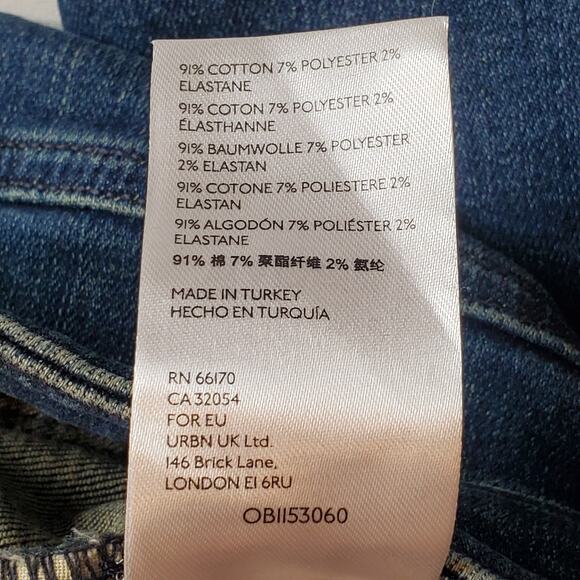 91% COTTON 7% POLYESTER 2%
ELASTANE
91% COTON 7% POLYESTER 2%
ÉLASTHANNE
91% BAUMWOLLE 7% POLYESTER
2% ELASTAN
91% COTONE 7% POLIESTERE 2%
ELASTAN
91% ALGODÓN 7% POLIÉSTER 2%
ELASTANE
91% 棉 7% 聚酯纤维 2% 氨纶
MADE IN TURKEY
HECHO EN TURQUÍA
RN 66170
CA 32054
FOR EU
URBN UK Ltd.
146 Brick Lane,
LONDON E1 6RU
OB1153060